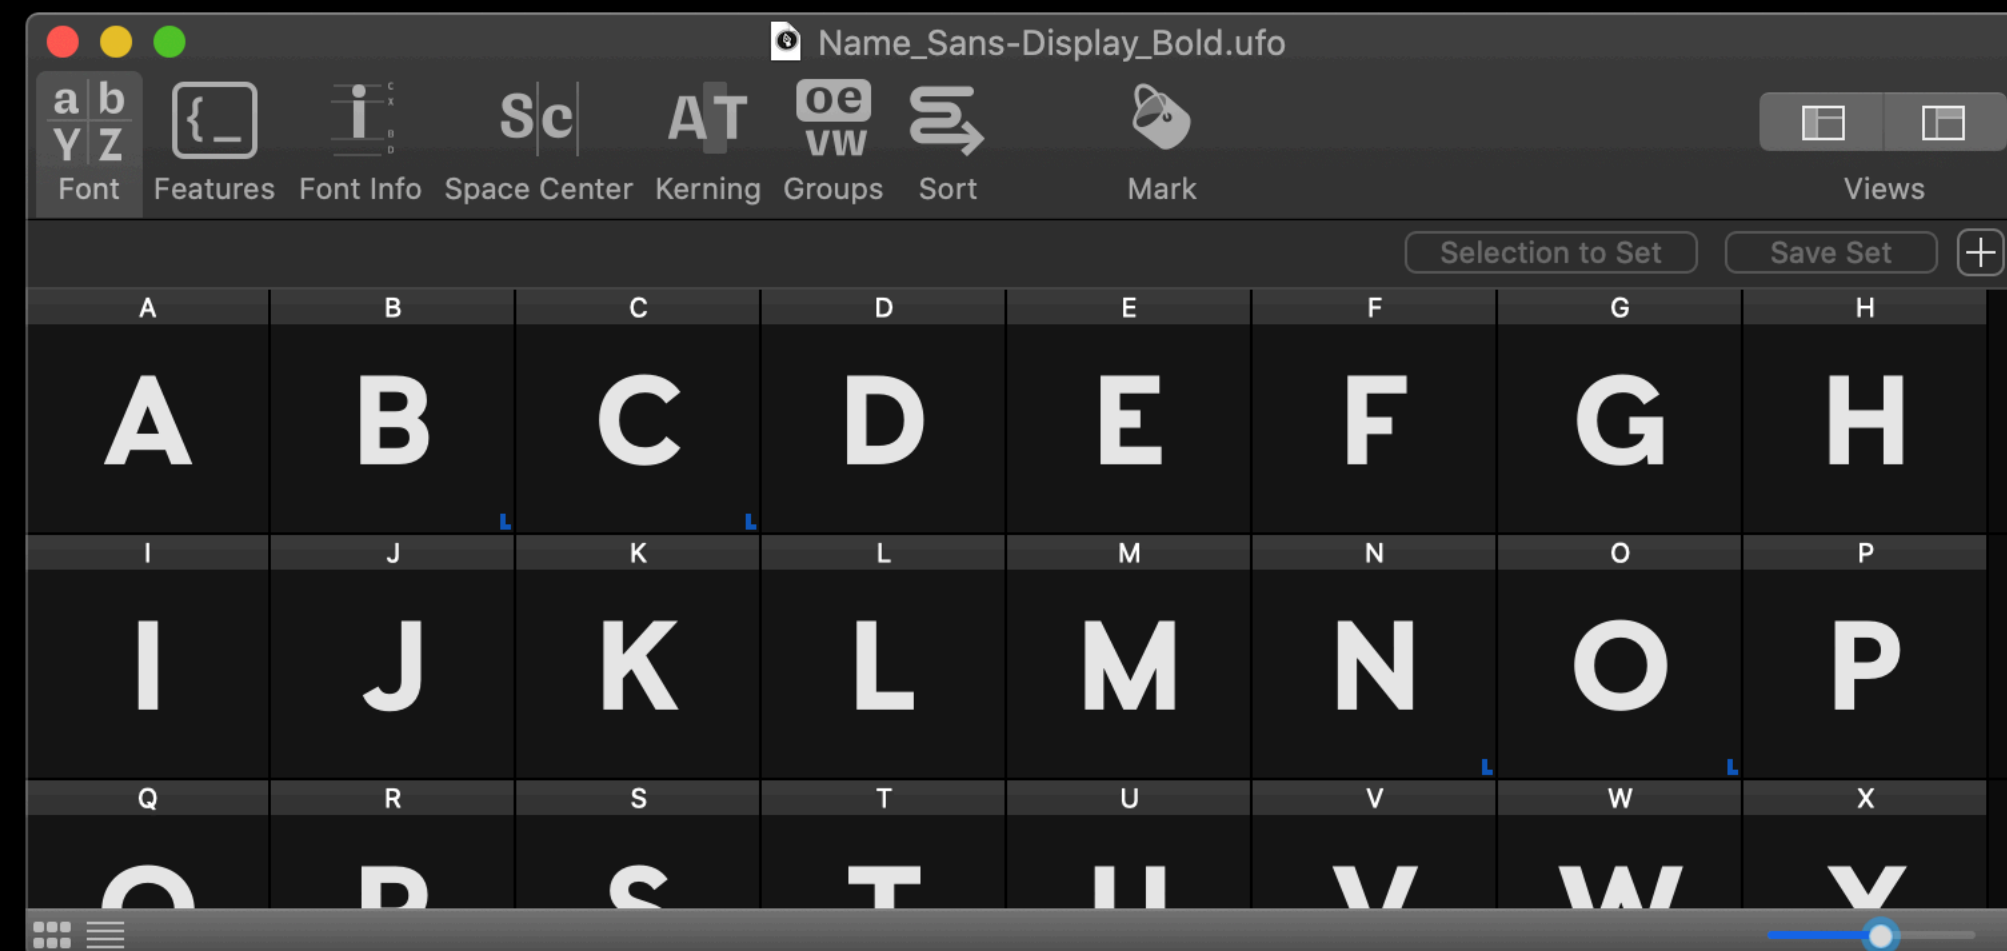 Name_Sans-Display_Bold.ufo
a b
Y Z
{ _
i
C
X
B
D
Sc
AT
oe
vw
Font Features Font Info Space Center Kerning Groups Sort Mark Views
Selection to Set Save Set +
A B C D E F G H
A B C D E F G H
L L
I J K L M N O P
I J K L M N O P
L L
Q R S T U V W X
Q R S T U V W X